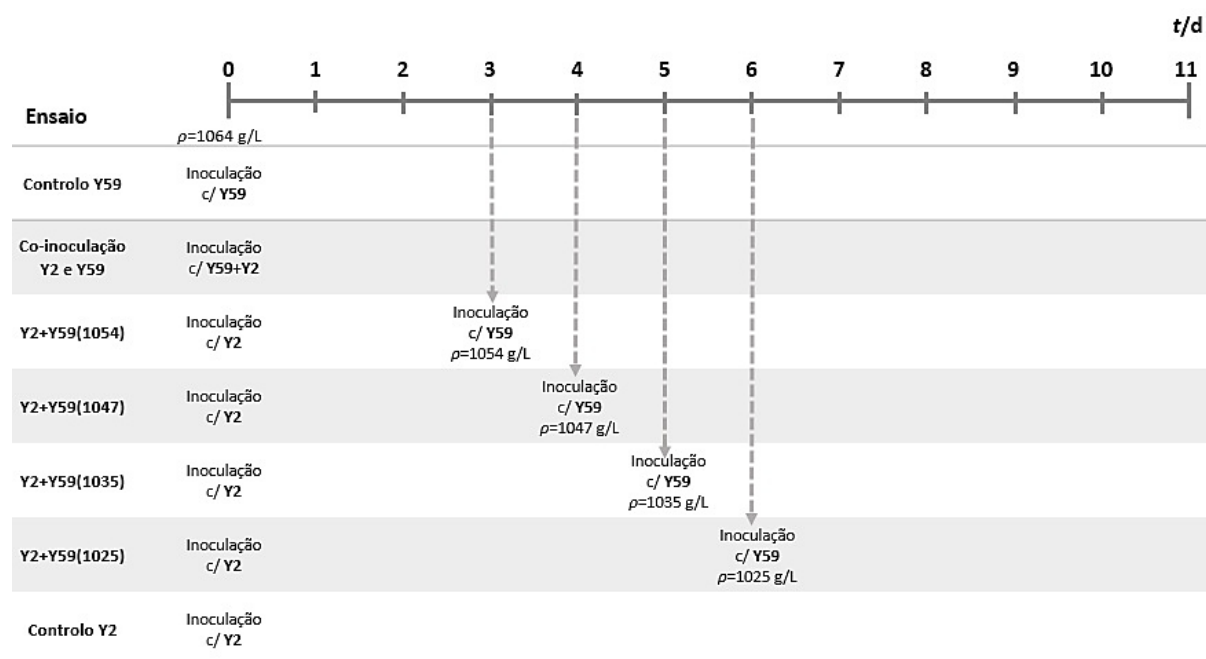 t/d
0 1 2 3 4 5 6 7 8 9 10 11
Ensaio
ρ=1064 g/L
Controlo Y59
Inoculação
c/ Y59
Co-inoculação
Y2 e Y59
Inoculação
c/ Y59+Y2
Y2+Y59(1054)
Inoculação
c/ Y2
Inoculação
c/ Y59
ρ=1054 g/L
Y2+Y59(1047)
Inoculação
c/ Y2
Inoculação
c/ Y59
ρ=1047 g/L
Y2+Y59(1035)
Inoculação
c/ Y2
Inoculação
c/ Y59
ρ=1035 g/L
Y2+Y59(1025)
Inoculação
c/ Y2
Inoculação
c/ Y59
ρ=1025 g/L
Controlo Y2
Inoculação
c/ Y2